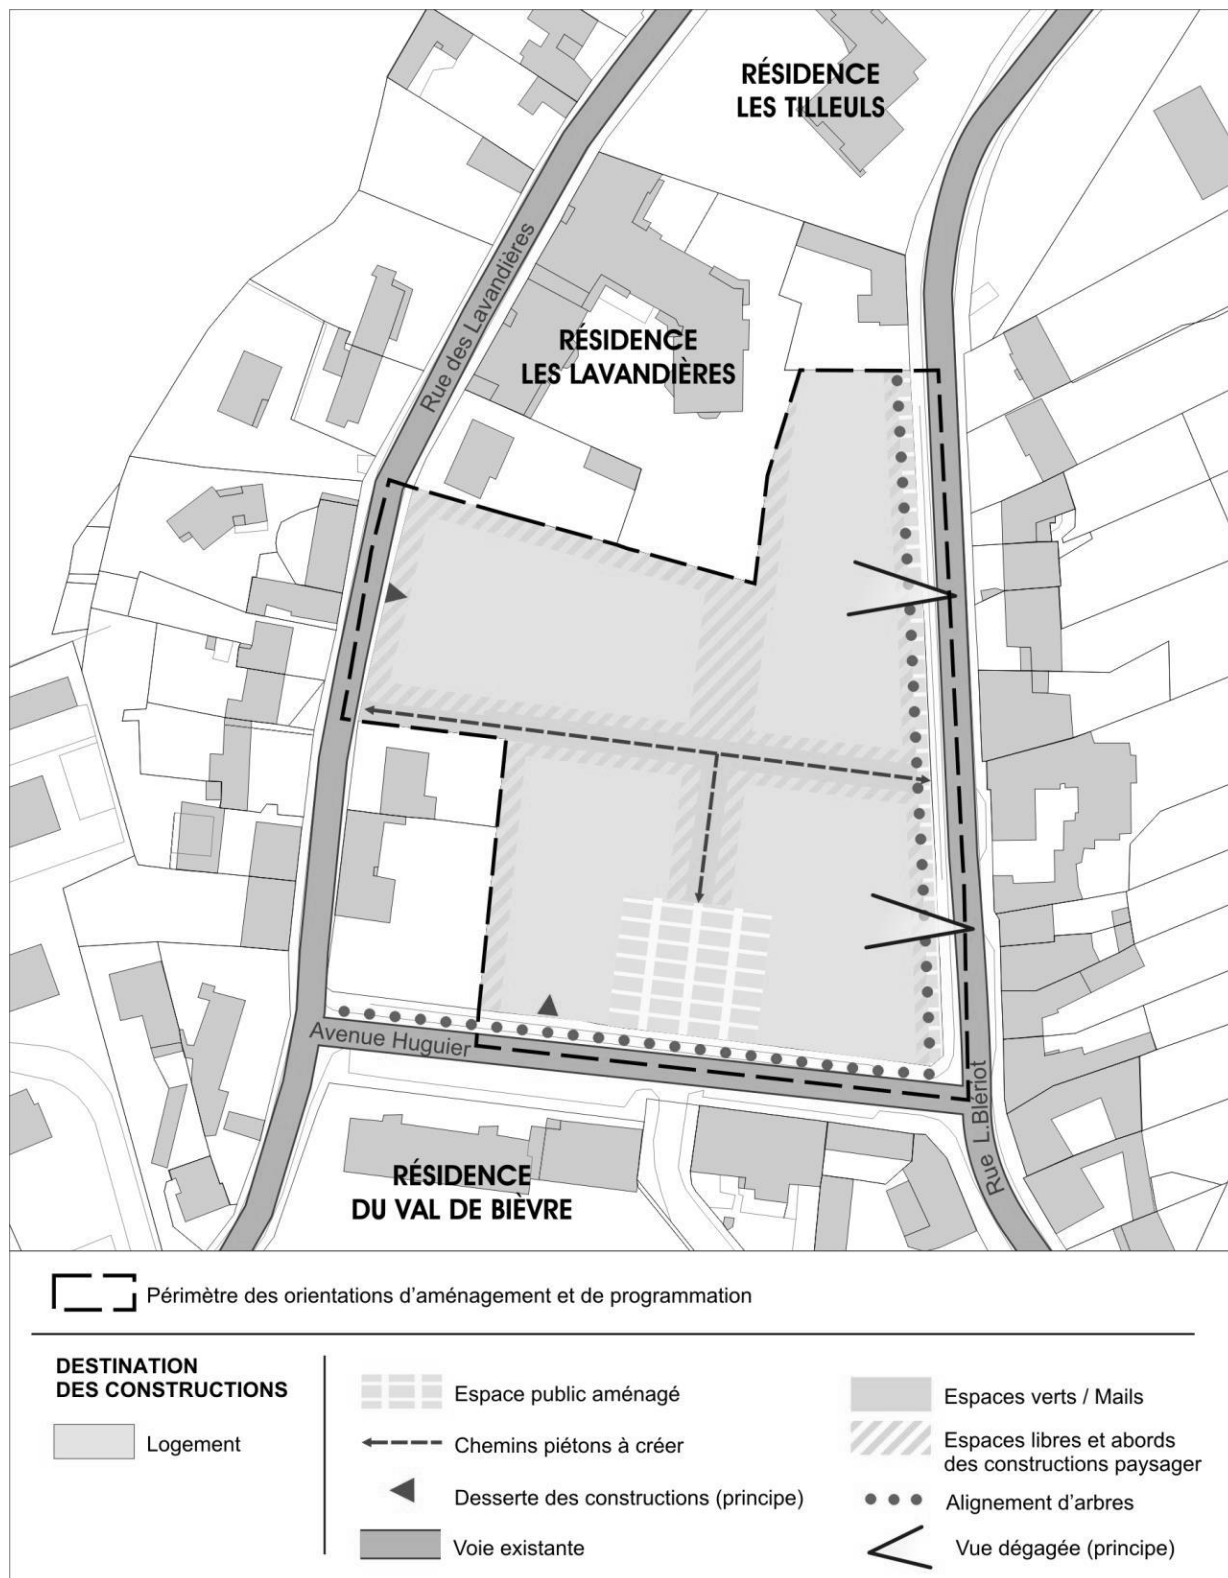 RÉSIDENCE
LES TILLEULS
Rue des Lavandières
RÉSIDENCE
LES LAVANDIÈRES
Avenue Huguier
Rue L.Blériot
RÉSIDENCE
DU VAL DE BIÈVRE
Périmètre des orientations d'aménagement et de programmation
DESTINATION
DES CONSTRUCTIONS
Logement
Espace public aménagé
Chemins piétons à créer
Desserte des constructions (principe)
Voie existante
Espaces verts / Mails
Espaces libres et abords
des constructions paysager
Alignement d'arbres
Vue dégagée (principe)